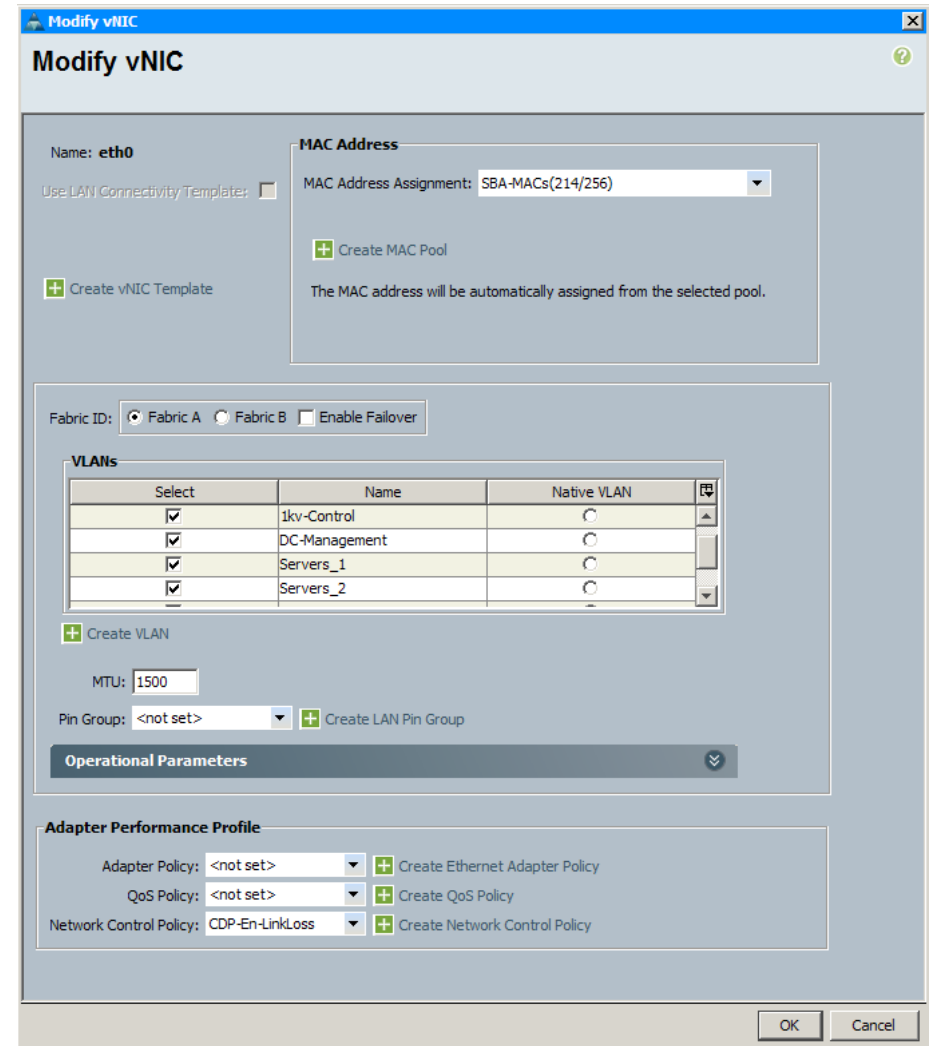 Modify vNIC
Modify vNIC
Name: eth0
Use LAN Connectivity Template:
Create vNIC Template
MAC Address
MAC Address Assignment: SBA-MACs(214/256)
Create MAC Pool
The MAC address will be automatically assigned from the selected pool.
Fabric ID: Fabric A Fabric B Enable Failover
VLANs
Select Name Native VLAN
1kv-Control
DC-Management
Servers_1
Servers_2
Create VLAN
MTU: 1500
Pin Group: <not set> Create LAN Pin Group
Operational Parameters
Adapter Performance Profile
Adapter Policy: <not set> Create Ethernet Adapter Policy
QoS Policy: <not set> Create QoS Policy
Network Control Policy: CDP-En-LinkLoss Create Network Control Policy
OK Cancel